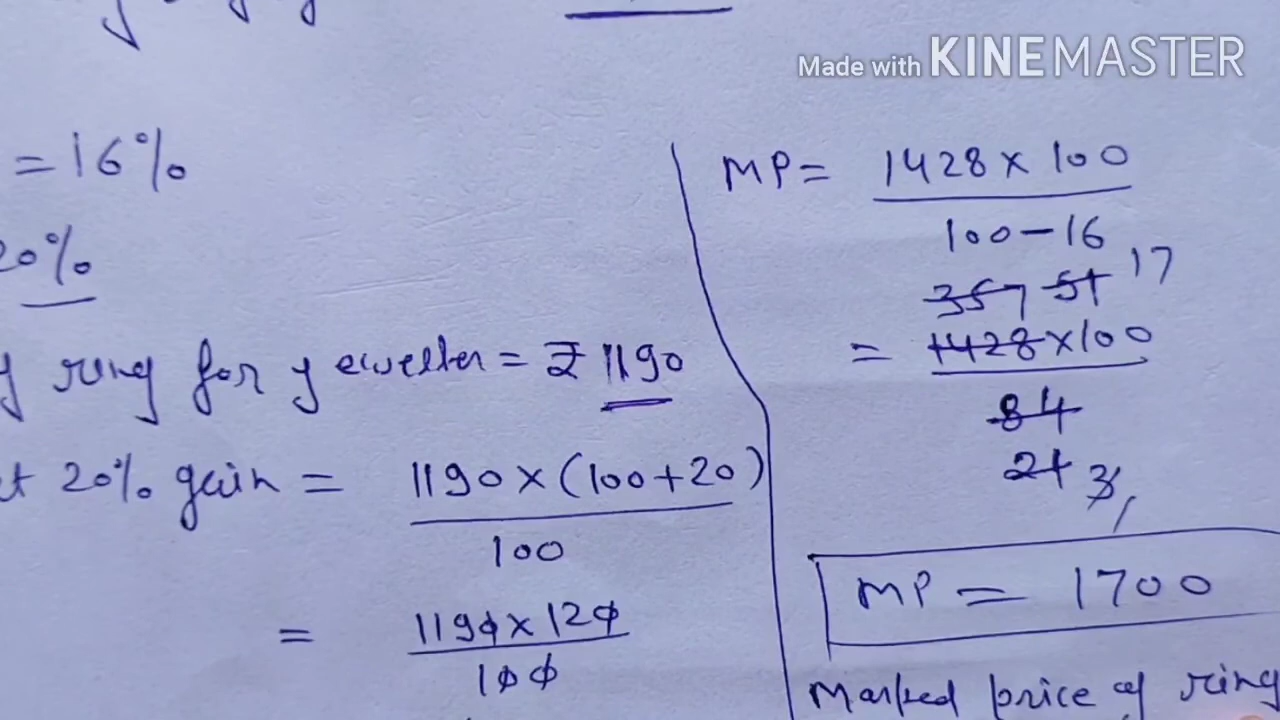 Made with KINEMASTER
= 16%
20%
ring for jeweller = ₹ 1190
at 20% gain = 1190 × (100+20)
100
= 1190 × 120
100
MP = 1428 × 100
100 - 16
357 51 17
= 1428 × 100
84
21 3
MP = 1700
Marked price of ring